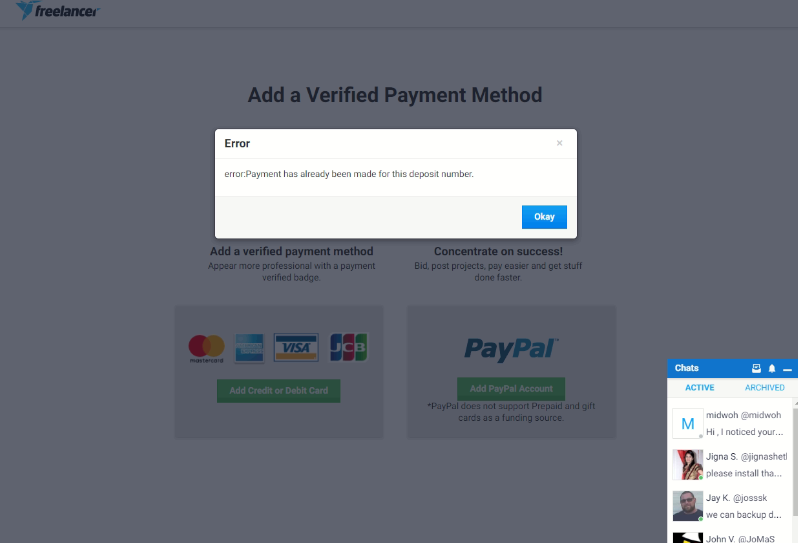 freelancer
Add a Verified Payment Method
Error
×
error:Payment has already been made for this deposit number.
Okay
Add a verified payment method
Appear more professional with a payment
verified badge.
Concentrate on success!
Bid, post projects, pay easier and get stuff
done faster.
mastercard
AMERICAN EXPRESS
VISA
JCB
Add Credit or Debit Card
PayPal
Add PayPal Account
*PayPal does not support Prepaid and gift
cards as a funding source.
Chats
ACTIVE
ARCHIVED
M
midwoh @midwoh
Hi , I noticed your...
Jigna S. @jignasheth
please install tha...
Jay K. @josssk
we can backup d...
John V. @JoMaS